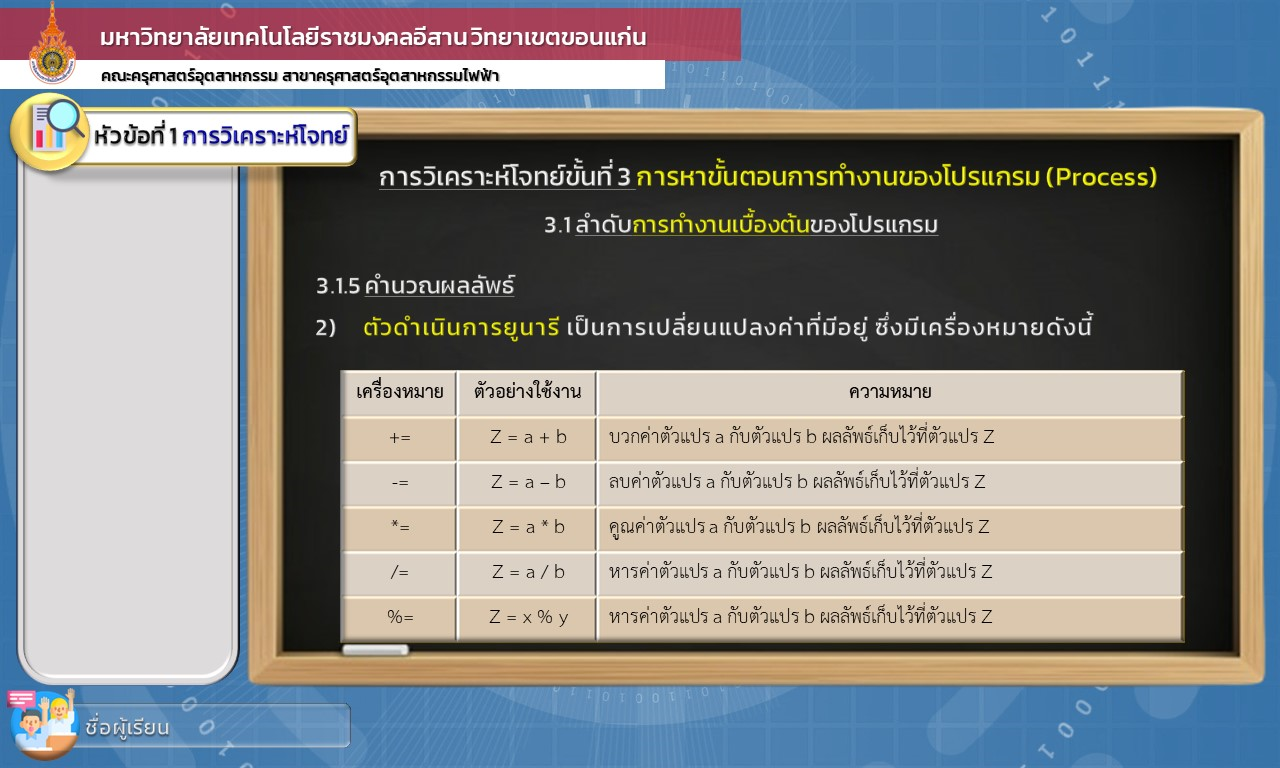 มหาวิทยาลัยเทคโนโลยีราชมงคลอีสาน วิทยาเขตขอนแก่น
คณะครุศาสตร์อุตสาหกรรม สาขาครุศาสตร์อุตสาหกรรมไฟฟ้า
หัวข้อที่ 1 การวิเคราะห์โจทย์
การวิเคราะห์โจทย์ขั้นที่ 3 การหาขั้นตอนการทำงานของโปรแกรม (Process)
3.1 ลำดับการทำงานเบื้องต้นของโปรแกรม
3.1.5 คำนวณผลลัพธ์
2) ตัวดำเนินการยูนารี เป็นการเปลี่ยนแปลงค่าที่มีอยู่ ซึ่งมีเครื่องหมายดังนี้
เครื่องหมาย ตัวอย่างใช้งาน ความหมาย
+= Z = a + b บวกค่าตัวแปร a กับตัวแปร b ผลลัพธ์เก็บไว้ที่ตัวแปร Z
-= Z = a – b ลบค่าตัวแปร a กับตัวแปร b ผลลัพธ์เก็บไว้ที่ตัวแปร Z
*= Z = a * b คูณค่าตัวแปร a กับตัวแปร b ผลลัพธ์เก็บไว้ที่ตัวแปร Z
/= Z = a / b หารค่าตัวแปร a กับตัวแปร b ผลลัพธ์เก็บไว้ที่ตัวแปร Z
%= Z = x % y หารค่าตัวแปร a กับตัวแปร b ผลลัพธ์เก็บไว้ที่ตัวแปร Z
ชื่อผู้เรียน